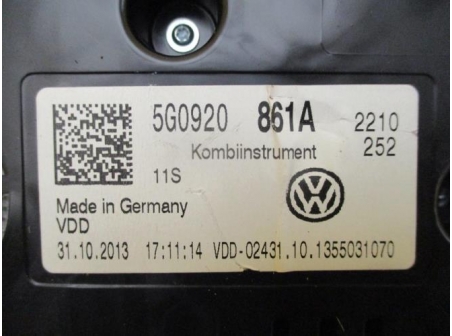 5G0920 861A 2210
Kombiinstrument 252
11S
Made in Germany
VDD
31.10.2013 17:11:14 VDD-02431.10.1355031070